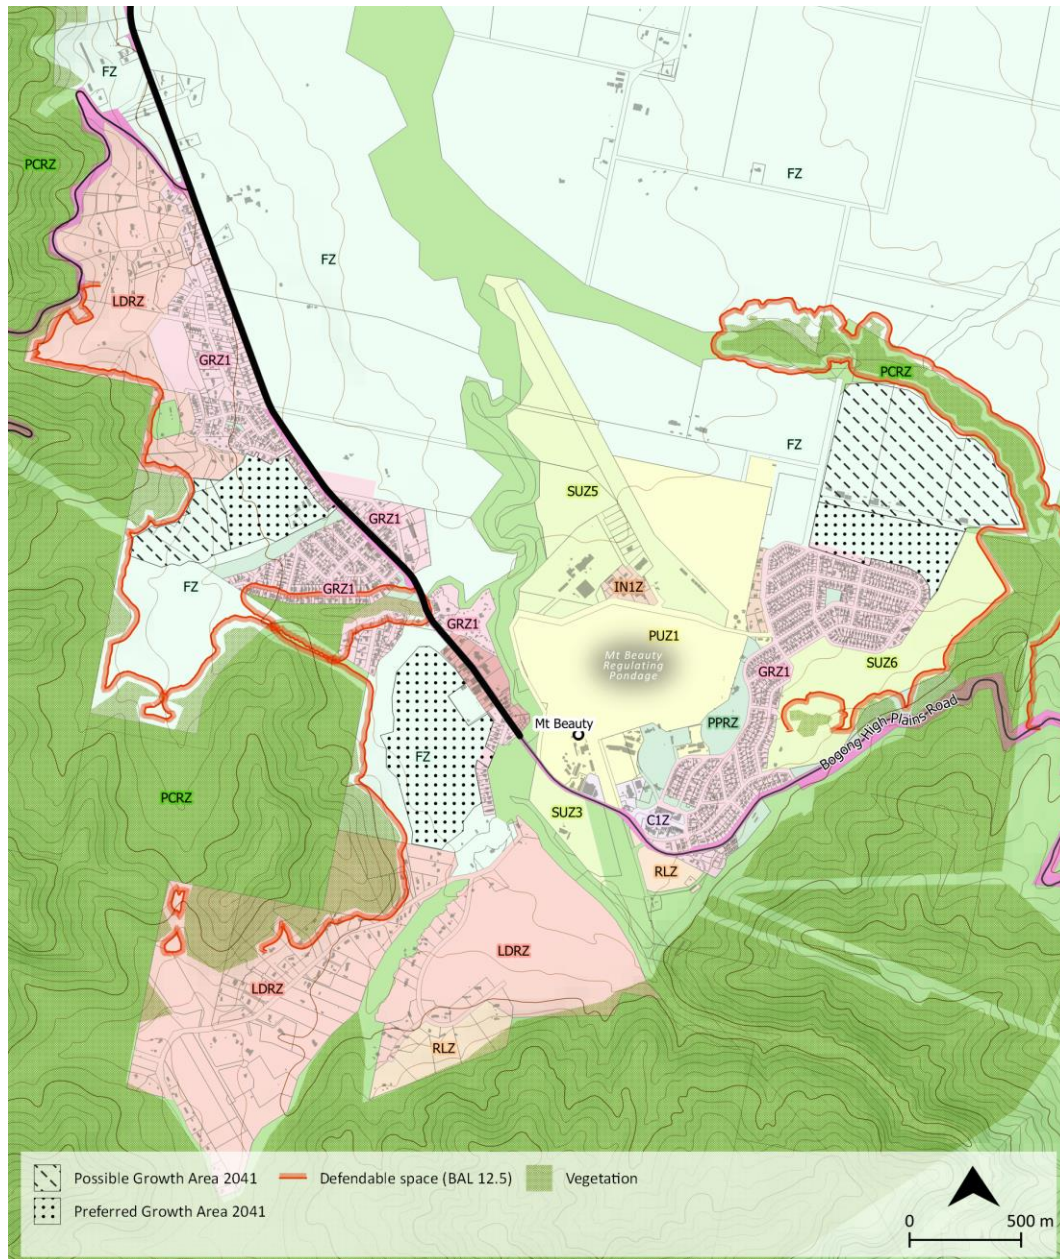 FZ
PCRZ
FZ
FZ
LDRZ
GRZ1
PCRZ
PCRZ
FZ
SUZ5
GRZ1
FZ
GRZ1
IN1Z
GRZ1
PUZ1
Mt Beauty
Regulating
Pondage
SUZ6
GRZ1
PPRZ
Mt Beauty
Bogong High Plains Road
FZ
PCRZ
SUZ3
C1Z
RLZ
LDRZ
LDRZ
RLZ
Possible Growth Area 2041
Defendable space (BAL 12.5)
Vegetation
Preferred Growth Area 2041
0 500 m